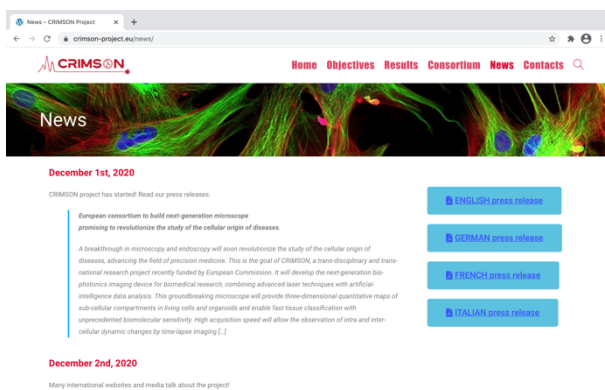 News – CRIMSON Project
crimson-project.eu/news/
CRIMSON
Home Objectives Results Consortium News Contacts
News
December 1st, 2020
CRIMSON project has started! Read our press releases.
European consortium to build next-generation microscope
promising to revolutionize the study of the cellular origin of diseases.
A breakthrough in microscopy and endoscopy will soon revolutionize the study of the cellular origin of
diseases, advancing the field of precision medicine. This is the goal of CRIMSON, a trans-disciplinary and trans-
national research project recently funded by European Commission. It will develop the next-generation bio-
photonics imaging device for biomedical research, combining advanced laser techniques with artificial-
intelligence data analysis. This groundbreaking microscope will provide three-dimensional quantitative maps of
sub-cellular compartments in living cells and organoids and enable fast tissue classification with
unprecedented biomolecular sensitivity. High acquisition speed will allow the observation of intra and inter-
cellular dynamic changes by time-lapse imaging […]
ENGLISH press release
GERMAN press release
FRENCH press release
ITALIAN press release
December 2nd, 2020
Many international websites and media talk about the project!